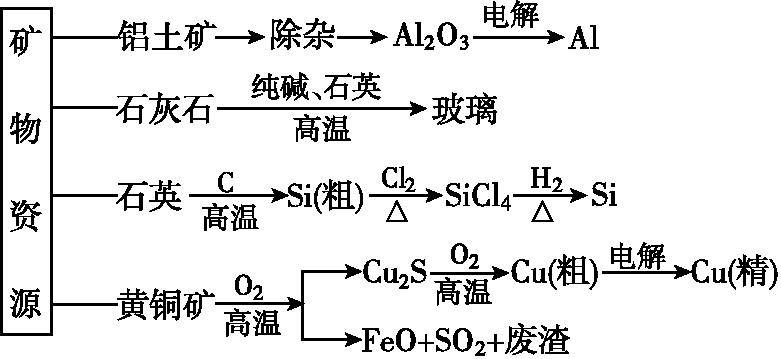 矿物资源
铝土矿 除杂 Al₂O₃ 电解 Al
石灰石 纯碱、石英 高温 玻璃
石英 C 高温 Si(粗) Cl₂ △ SiCl₄ H₂ △ Si
黄铜矿 O₂ 高温 Cu₂S O₂ 高温 Cu(粗) 电解 Cu(精)
FeO+SO₂+废渣